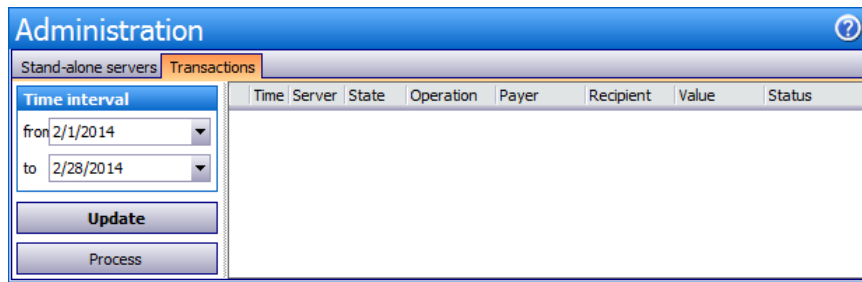 Administration
Stand-alone servers Transactions
Time interval
from 2/1/2014
to 2/28/2014
Update
Process
Time Server State Operation Payer Recipient Value Status